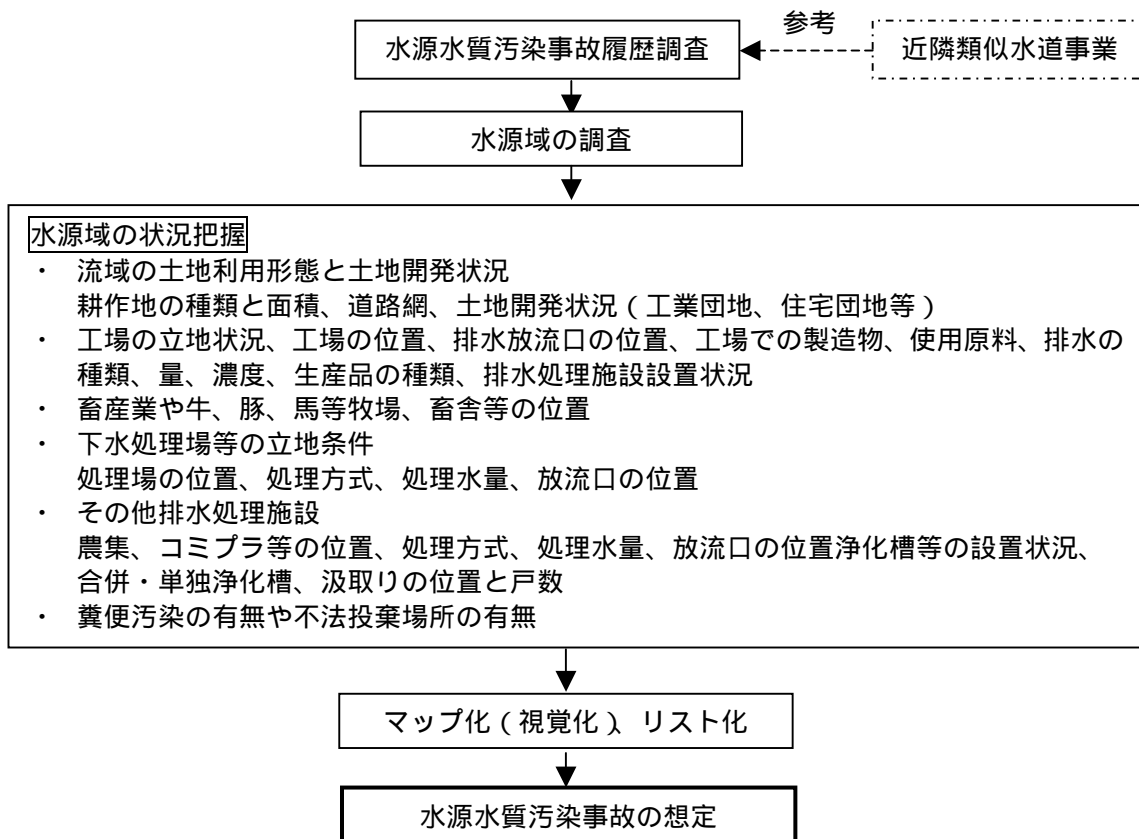 参考
水源水質汚染事故履歴調査
近隣類似水道事業
水源域の調査
水源域の状況把握
・ 流域の土地利用形態と土地開発状況
耕作地の種類と面積、道路網、土地開発状況(工業団地、住宅団地等)
・ 工場の立地状況、工場の位置、排水放流口の位置、工場での製造物、使用原料、排水の
種類、量、濃度、生産品の種類、排水処理施設設置状況
・ 畜産業や牛、豚、馬等牧場、畜舎等の位置
・ 下水処理場等の立地条件
処理場の位置、処理方式、処理水量、放流口の位置
・ その他排水処理施設
農集、コミプラ等の位置、処理方式、処理水量、放流口の位置浄化槽等の設置状況、
合併・単独浄化槽、汲取りの位置と戸数
・ 糞便汚染の有無や不法投棄場所の有無
マップ化(視覚化)、リスト化
水源水質汚染事故の想定